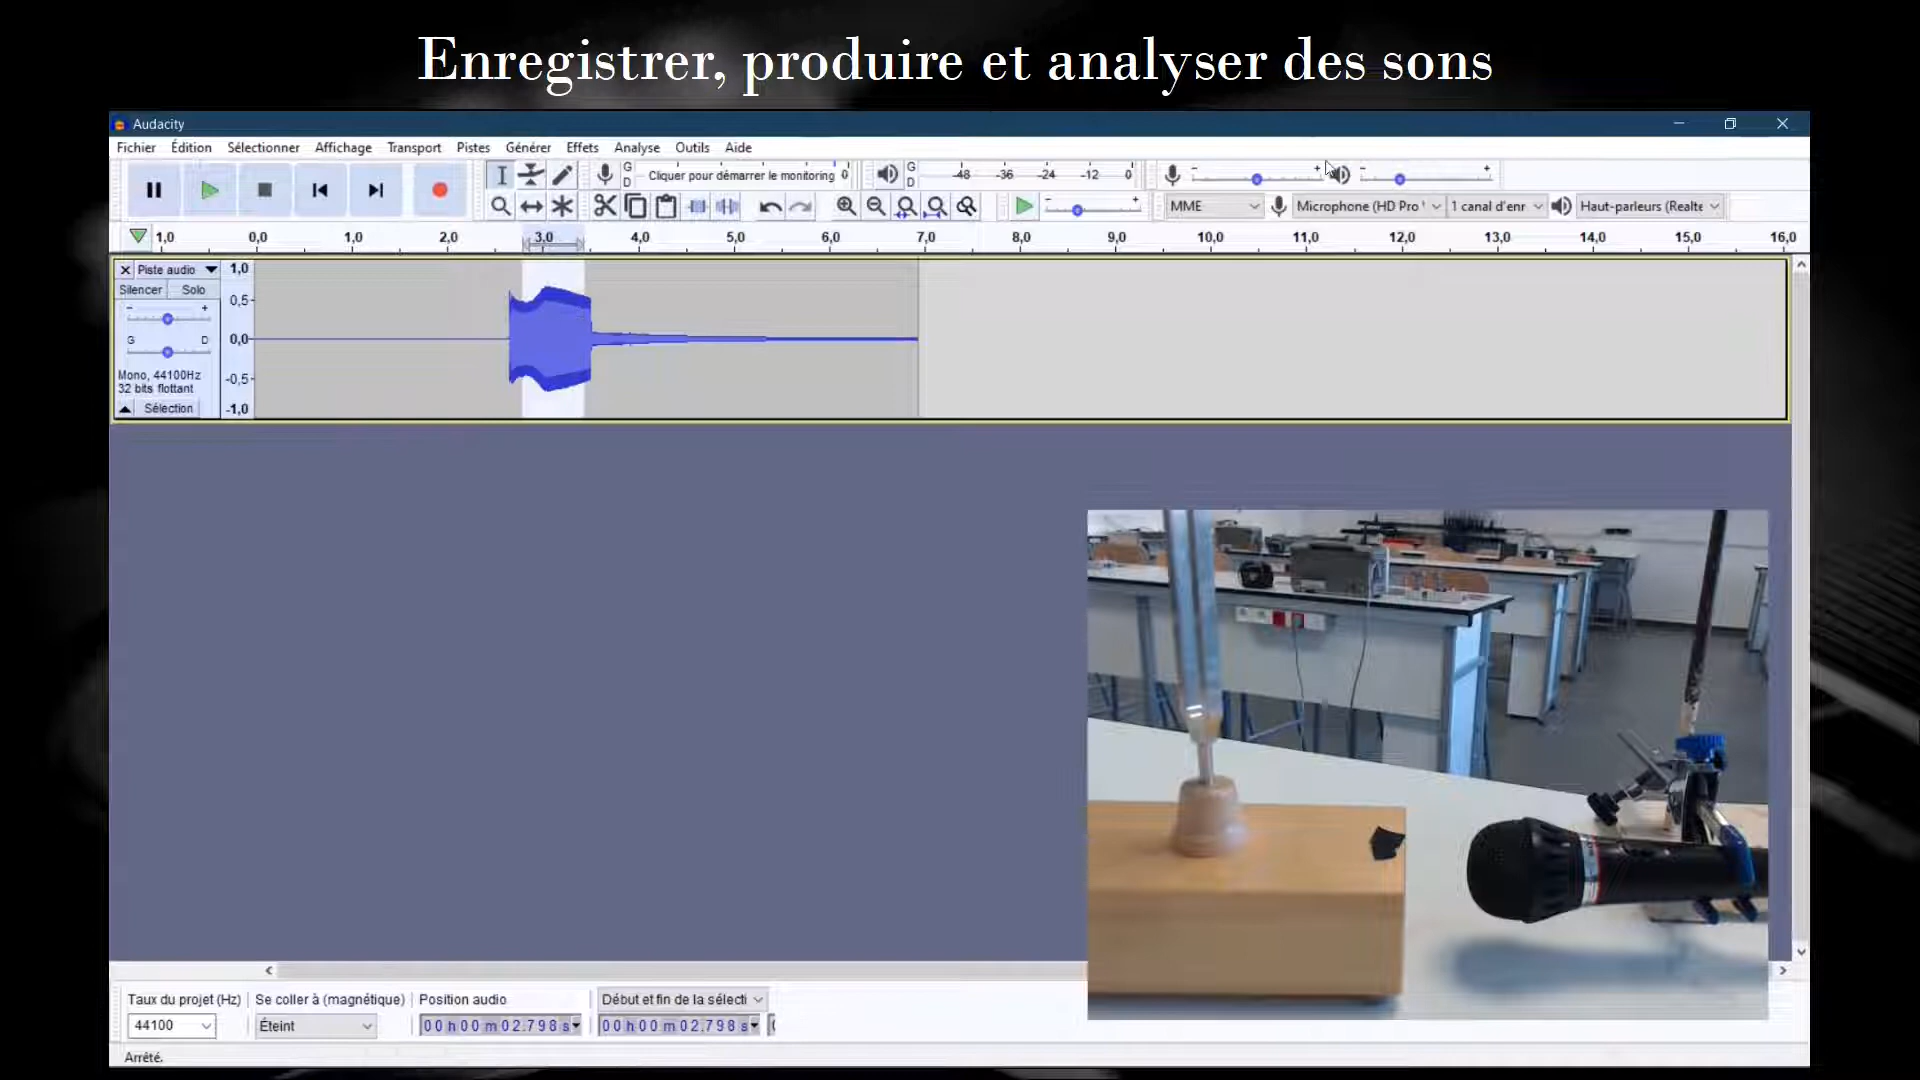 Enregistrer, produire et analyser des sons
Audacity
Fichier Édition Sélectionner Affichage Transport Pistes Générer Effets Analyse Outils Aide
G
D
Cliquer pour démarrer le monitoring 0
G
D
-48 -36 -24 -12 0
- +
- +
- +
MME
Microphone (HD Pro
1 canal d'enr
Haut-parleurs (Realte
1,0 0,0 1,0 2,0 3,0 4,0 5,0 6,0 7,0 8,0 9,0 10,0 11,0 12,0 13,0 14,0 15,0 16,0
Piste audio
Silencer Solo
- +
G D
Mono, 44100Hz
32 bits flottant
Sélection
1,0
0,5-
0,0-
-0,5-
-1,0
Taux du projet (Hz) Se coller à (magnétique) Position audio Début et fin de la sélecti
44100 Éteint 00 h 00 m 02.798 s 00 h 00 m 02.798 s
Arrêté.